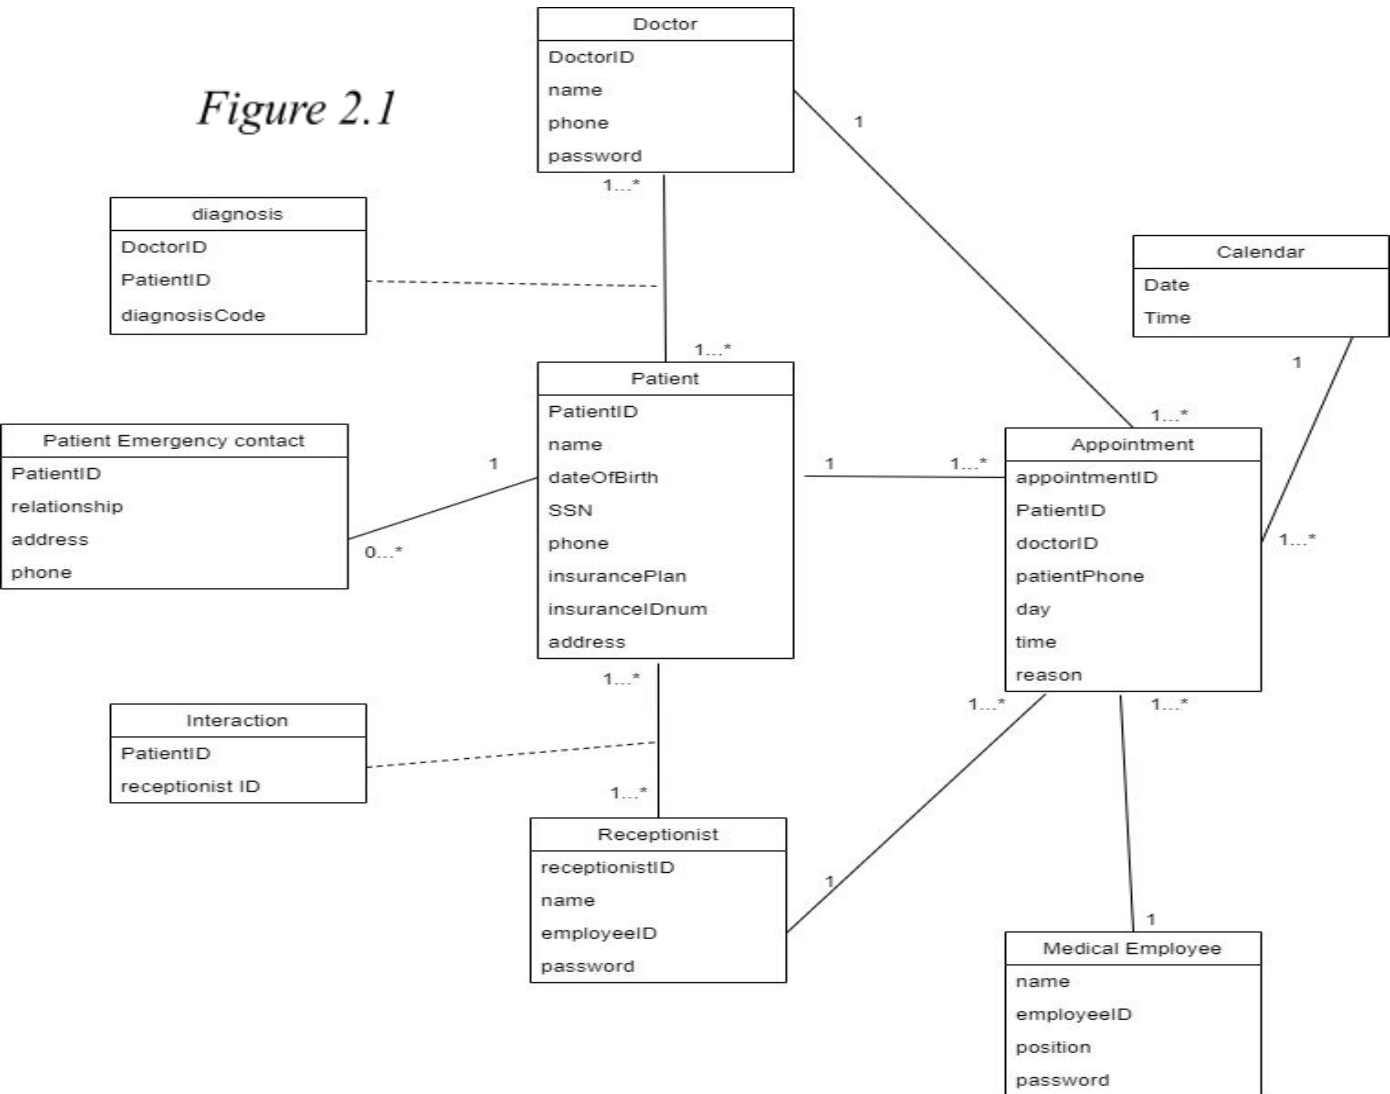 Figure 2.1
Doctor
DoctorID
name
phone
password
1...*
1
diagnosis
DoctorID
PatientID
diagnosisCode
1...*
Calendar
Date
Time
1
1...*
Patient
PatientID
name
dateOfBirth
SSN
phone
insurancePlan
insuranceIDnum
address
1...*
Patient Emergency contact
PatientID
relationship
address
phone
1
0...*
1
1...*
1...*
Appointment
appointmentID
PatientID
doctorID
patientPhone
day
time
reason
1...*
1...*
Interaction
PatientID
receptionist ID
1...*
Receptionist
receptionistID
name
employeeID
password
1
1
Medical Employee
name
employeeID
position
password